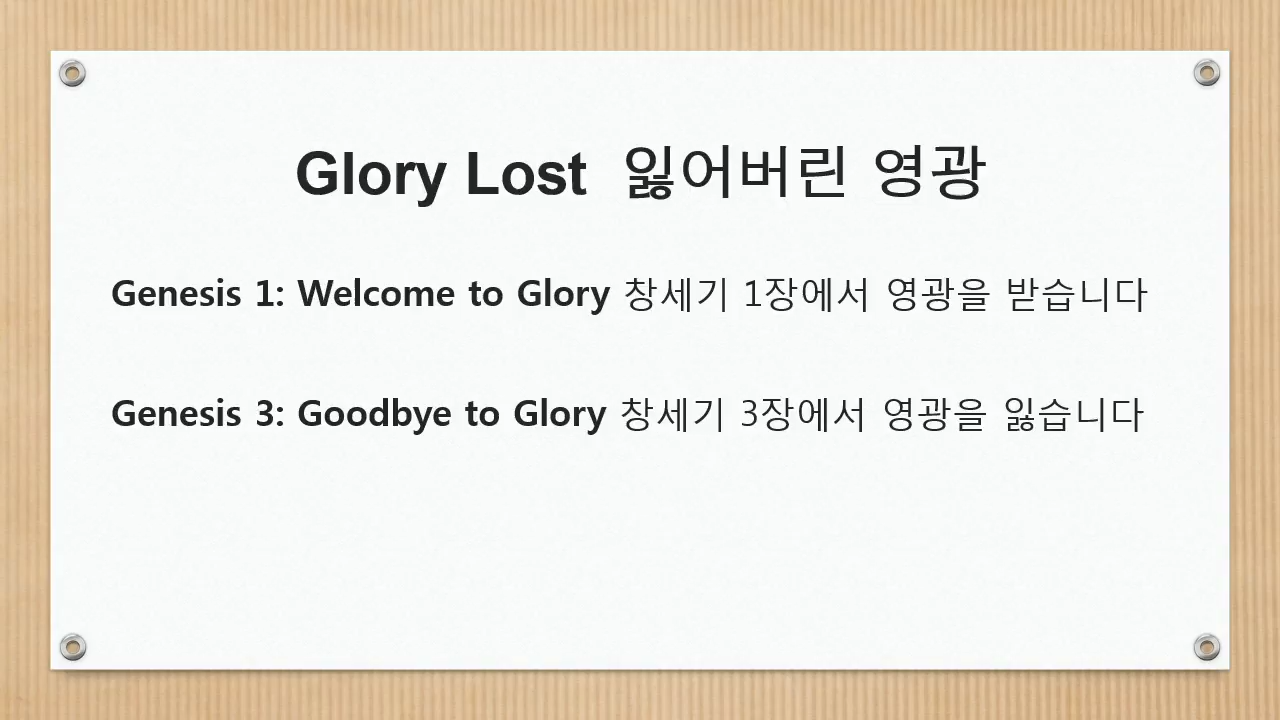 Glory Lost 잃어버린 영광
Genesis 1: Welcome to Glory 창세기 1장에서 영광을 받습니다
Genesis 3: Goodbye to Glory 창세기 3장에서 영광을 잃습니다